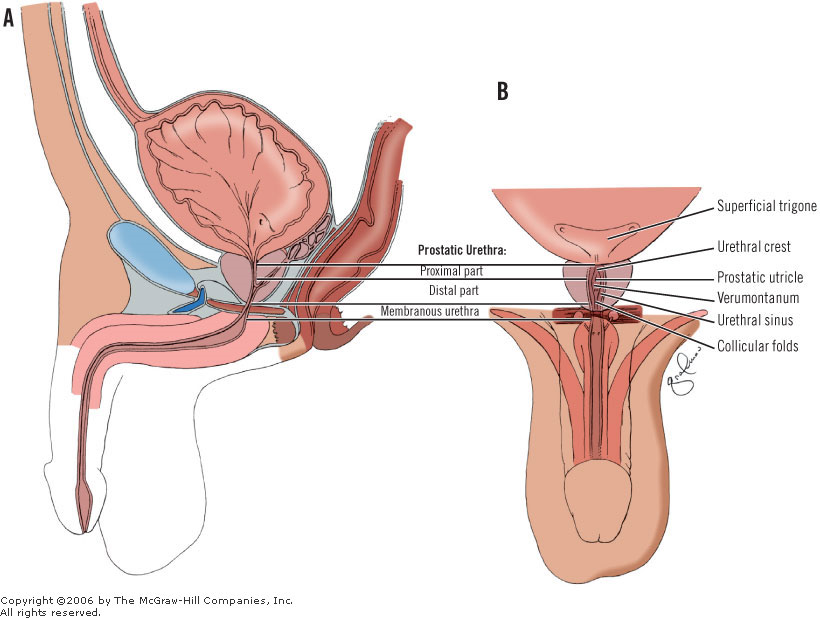 A
B
Superficial trigone
Urethral crest
Prostatic Urethra:
Proximal part
Prostatic utricle
Distal part
Verumontanum
Membranous urethra
Urethral sinus
Collicular folds
Copyright ©2006 by The McGraw-Hill Companies, Inc.
All rights reserved.